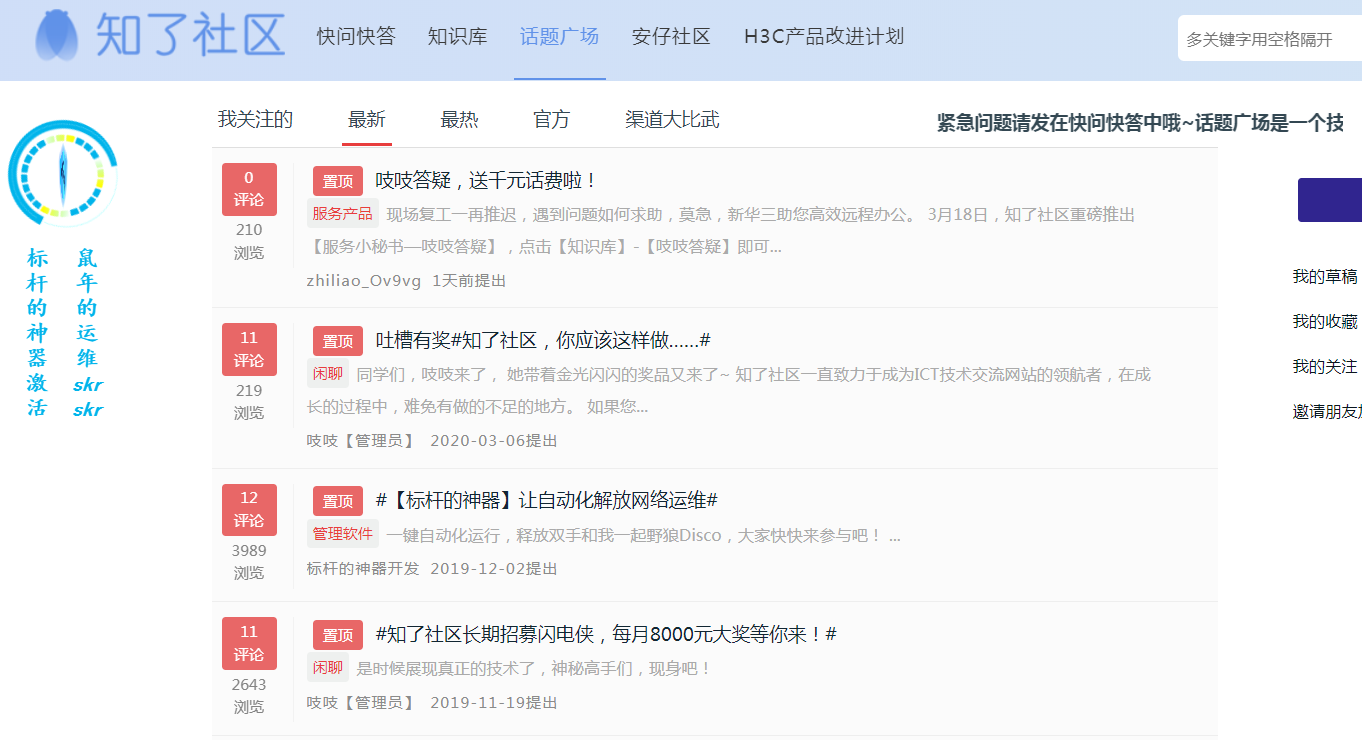 知了社区 快问快答 知识库 话题广场 安仔社区 H3C产品改进计划 多关键字用空格隔开
我关注的 最新 最热 官方 渠道大比武 紧急问题请发在快问快答中哦~话题广场是一个技
鼠年的运维skr skr
标杆的神器激活
0
评论
210
浏览
置顶 吱吱答疑，送千元话费啦！
服务产品 现场复工一再推迟，遇到问题如何求助，莫急，新华三助您高效远程办公。 3月18日，知了社区重磅推出
【服务小秘书—吱吱答疑】，点击【知识库】-【吱吱答疑】即可...
zhiliao_Ov9vg 1天前提出
11
评论
219
浏览
置顶 吐槽有奖#知了社区，你应该这样做......#
闲聊 同学们，吱吱来了， 她带着金光闪闪的奖品又来了~ 知了社区一直致力于成为ICT技术交流网站的领航者，在成
长的过程中，难免有做的不足的地方。 如果您...
吱吱【管理员】 2020-03-06提出
12
评论
3989
浏览
置顶 #【标杆的神器】让自动化解放网络运维#
管理软件 一键自动化运行，释放双手和我一起野狼Disco，大家快快来参与吧！ ...
标杆的神器开发 2019-12-02提出
11
评论
2643
浏览
置顶 #知了社区长期招募闪电侠，每月8000元大奖等你来！#
闲聊 是时候展现真正的技术了，神秘高手们，现身吧！
吱吱【管理员】 2019-11-19提出
我的草稿
我的收藏
我的关注
邀请朋友